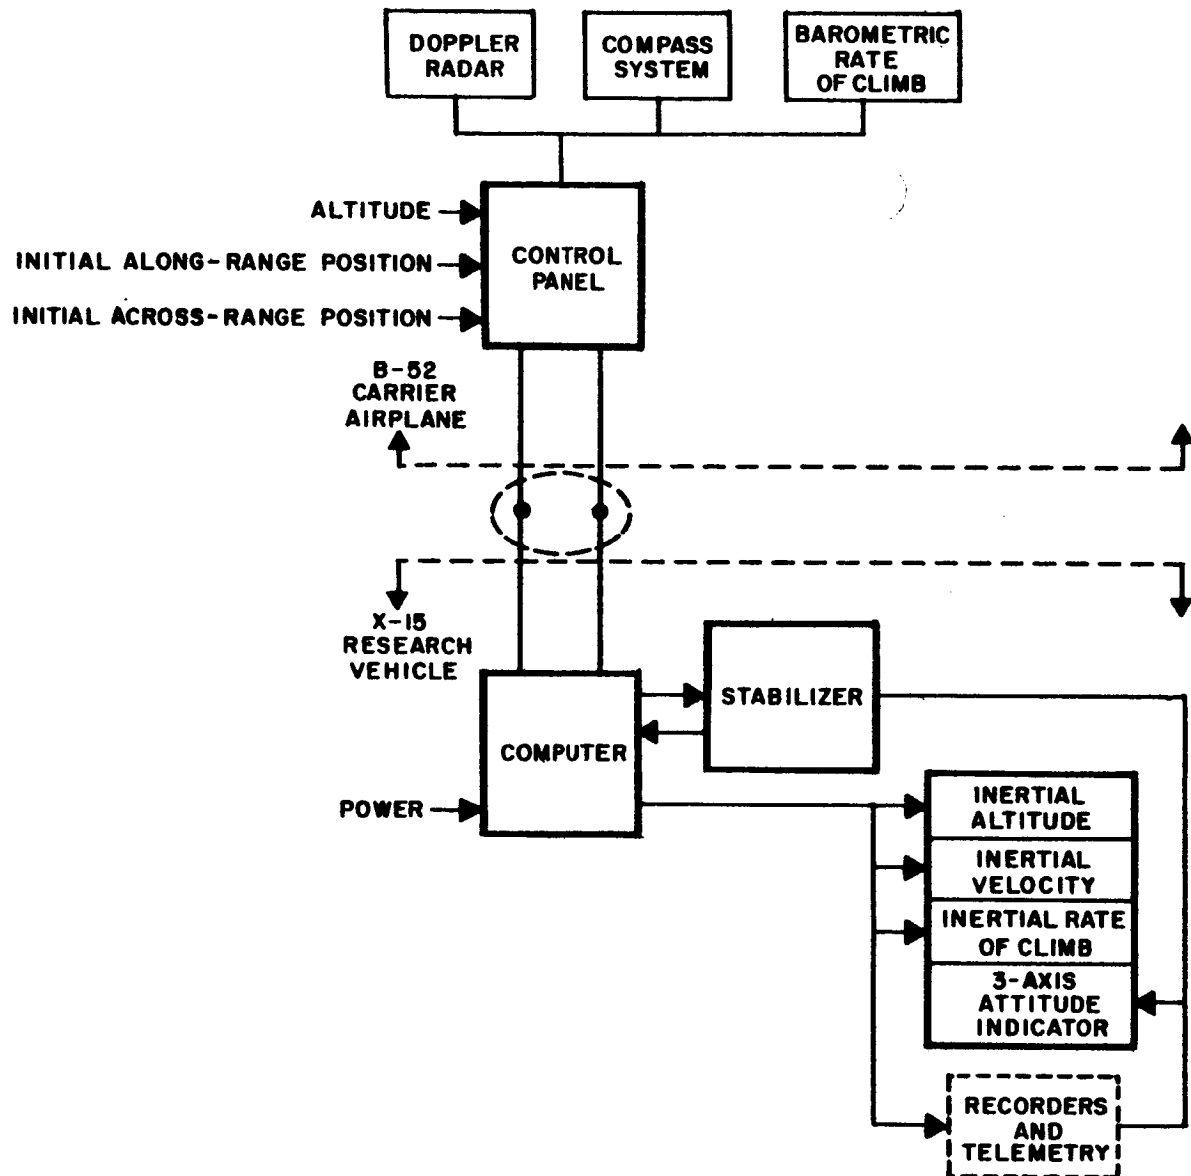 DOPPLER
RADAR
COMPASS
SYSTEM
BAROMETRIC
RATE
OF CLIMB
ALTITUDE
INITIAL ALONG-RANGE POSITION
INITIAL ACROSS-RANGE POSITION
CONTROL
PANEL
B-52
CARRIER
AIRPLANE
X-15
RESEARCH
VEHICLE
STABILIZER
COMPUTER
POWER
INERTIAL
ALTITUDE
INERTIAL
VELOCITY
INERTIAL RATE
OF CLIMB
3-AXIS
ATTITUDE
INDICATOR
RECORDERS
AND
TELEMETRY